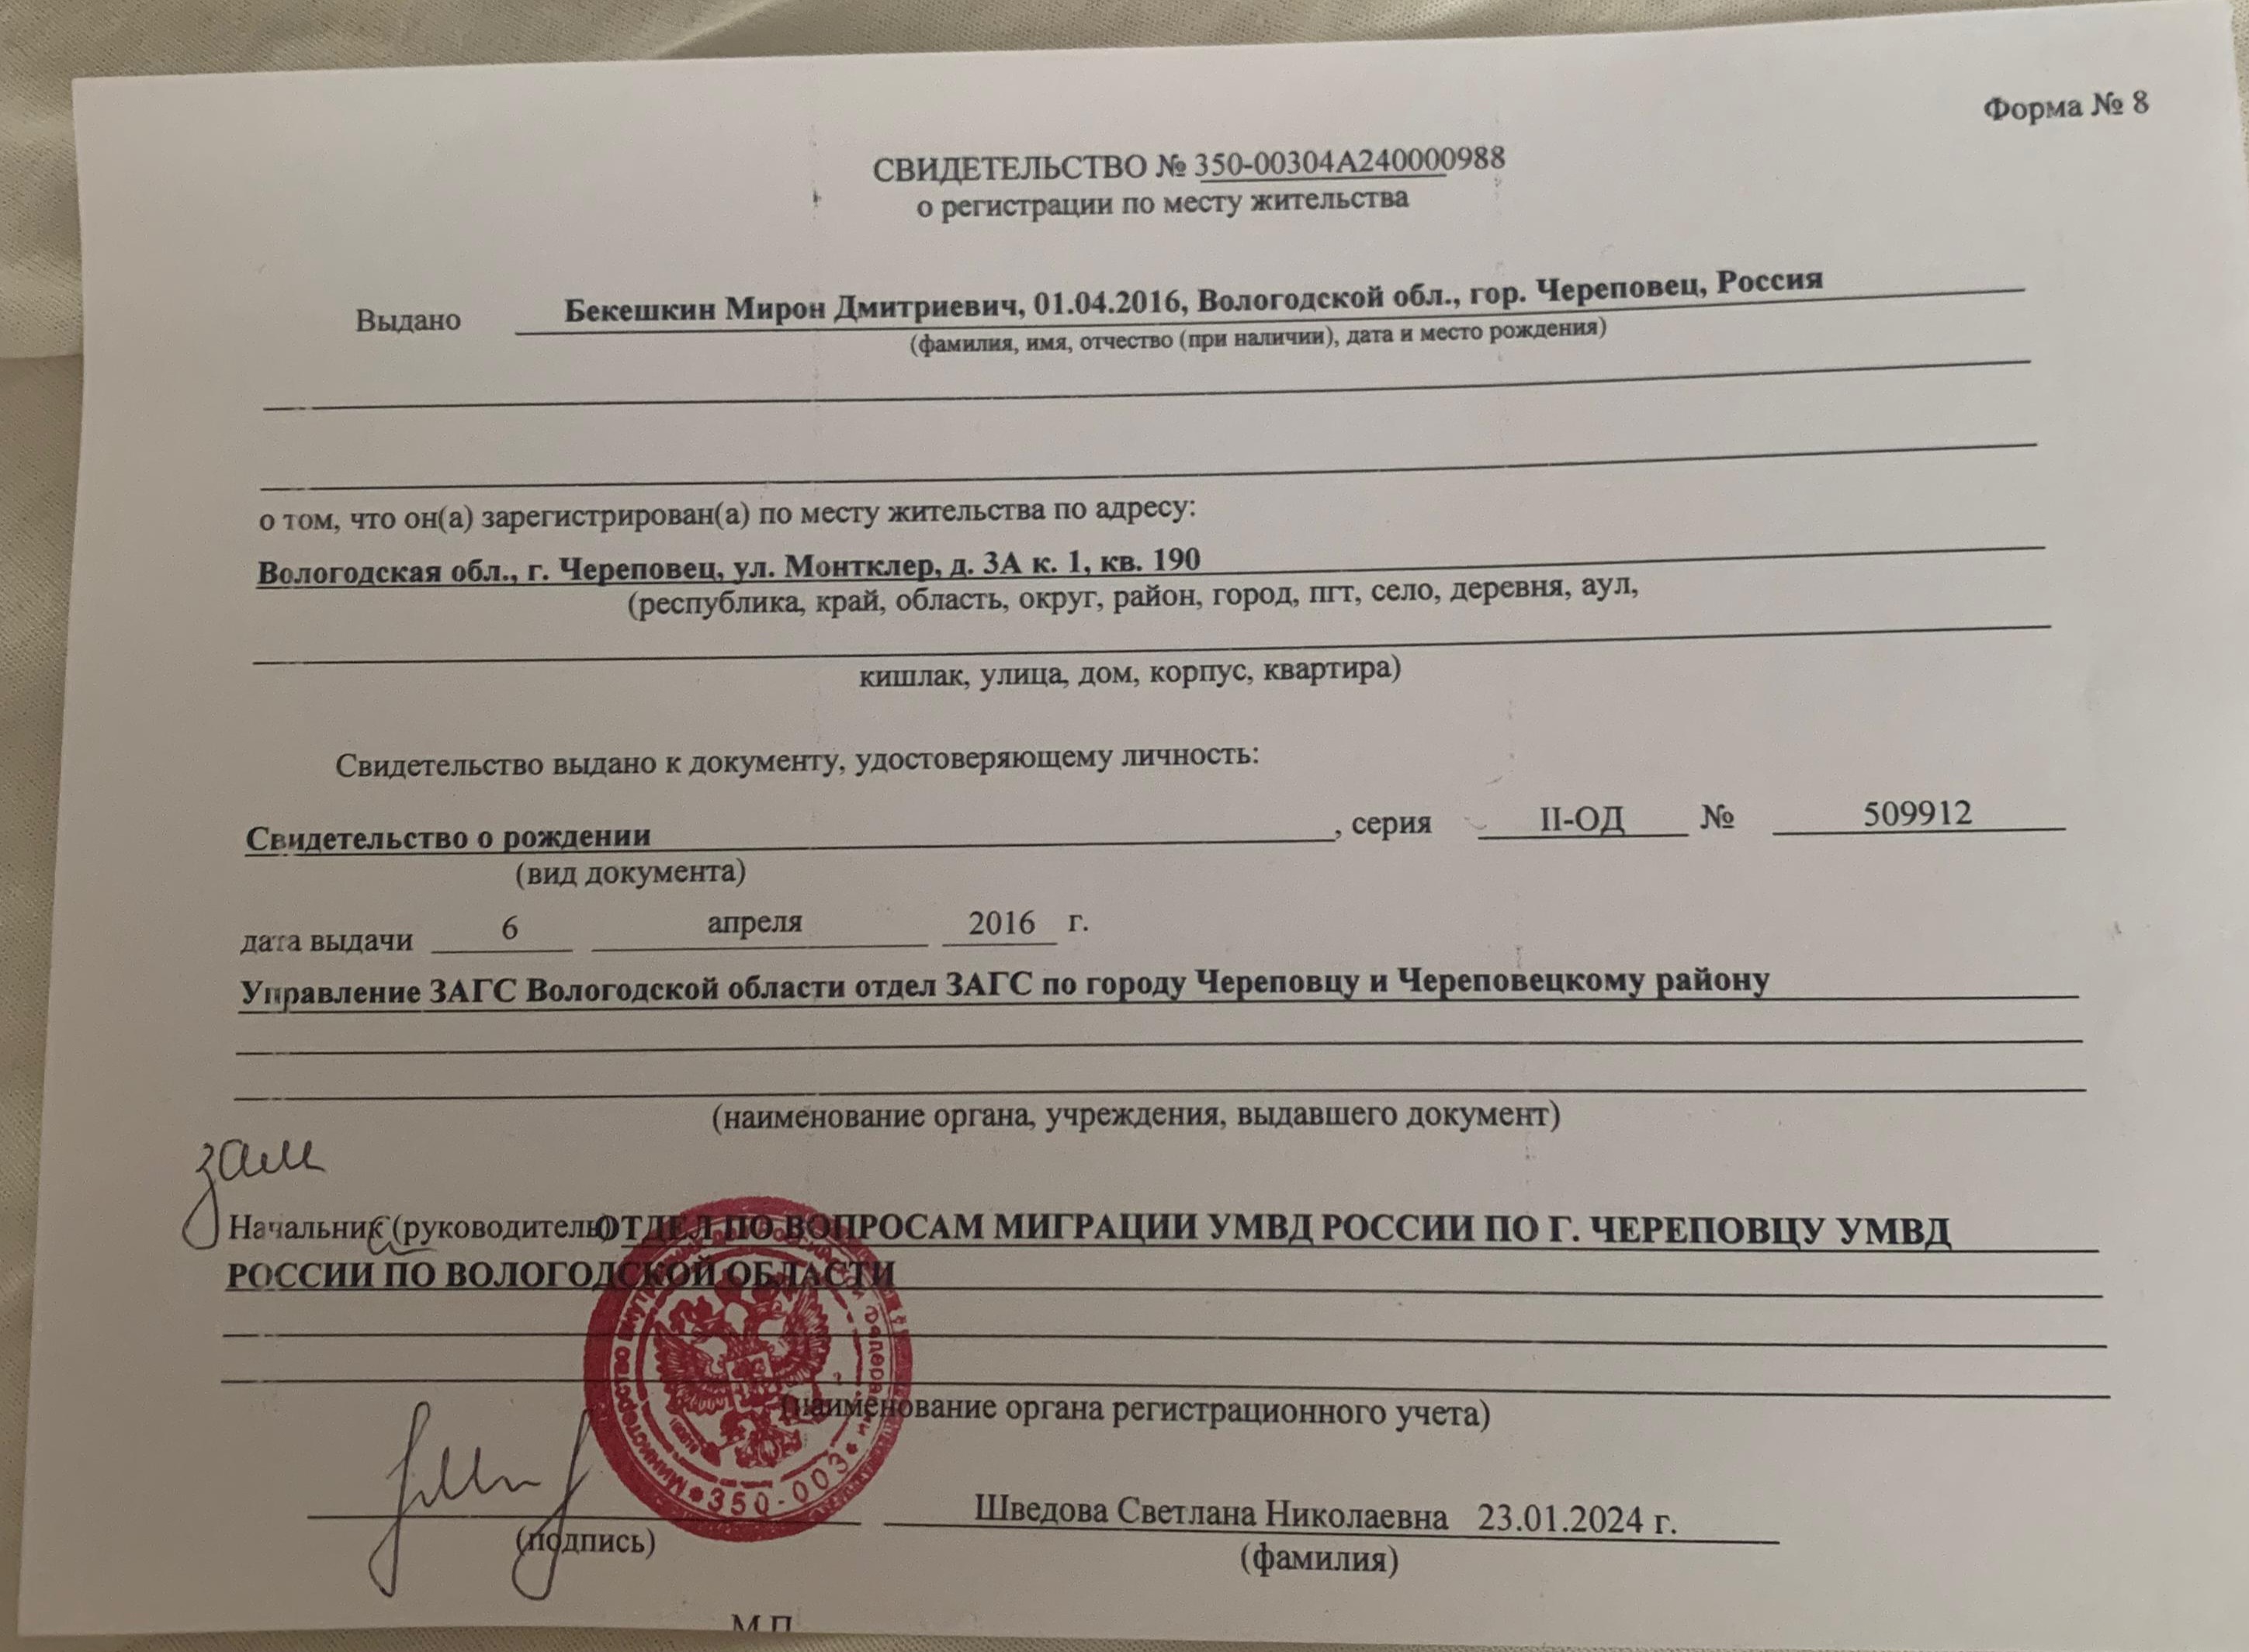 Форма № 8
СВИДЕТЕЛЬСТВО № 350-00304А240000988
о регистрации по месту жительства
Выдано Бекешкин Мирон Дмитриевич, 01.04.2016, Вологодской обл., гор. Череповец, Россия
(фамилия, имя, отчество (при наличии), дата и место рождения)
о том, что он(а) зарегистрирован(а) по месту жительства по адресу:
Вологодская обл., г. Череповец, ул. Монтклер, д. 3А к. 1, кв. 190
(республика, край, область, округ, район, город, пгт, село, деревня, аул,
кишлак, улица, дом, корпус, квартира)
Свидетельство выдано к документу, удостоверяющему личность:
Свидетельство о рождении, серия II-ОД № 509912
(вид документа)
дата выдачи 6 апреля 2016 г.
Управление ЗАГС Вологодской области отдел ЗАГС по городу Череповцу и Череповецкому району
(наименование органа, учреждения, выдавшего документ)
зам
Начальник (руководитель) ОТДЕЛ ПО ВОПРОСАМ МИГРАЦИИ УМВД РОССИИ ПО Г. ЧЕРЕПОВЦУ УМВД
РОССИИ ПО ВОЛОГОДСКОЙ ОБЛАСТИ
(наименование органа регистрационного учета)
350-003
Шведова Светлана Николаевна 23.01.2024 г.
(подпись) (фамилия)
М.П.